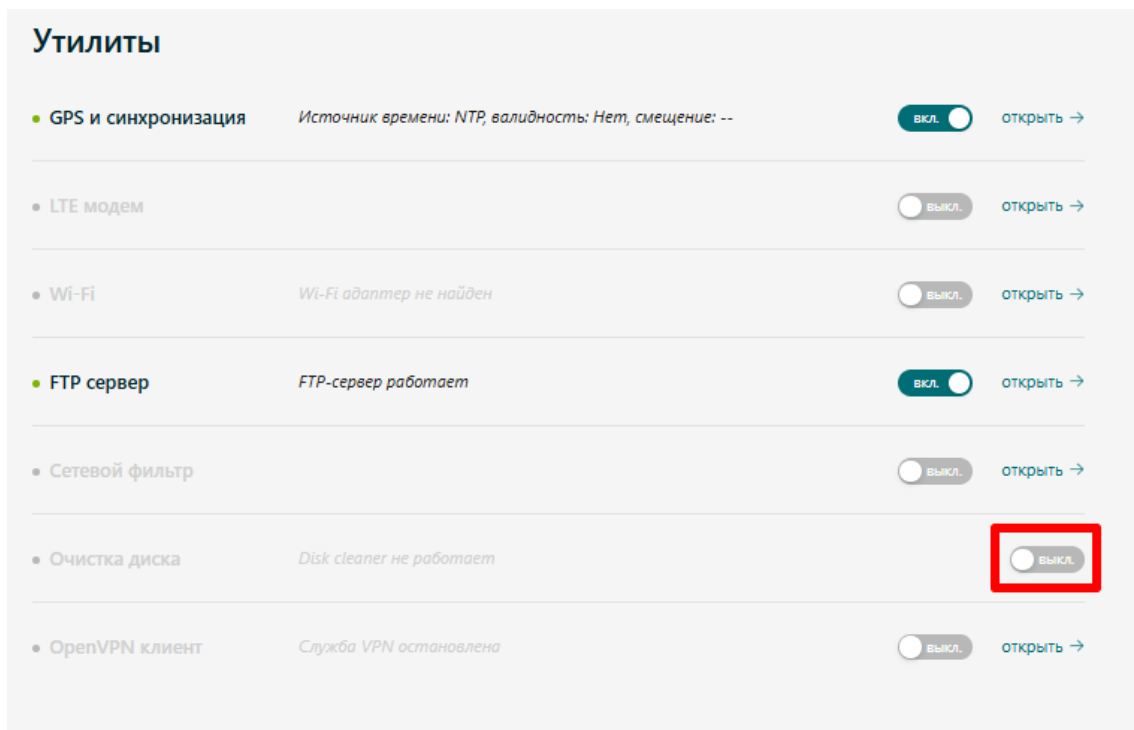 Утилиты
GPS и синхронизация Источник времени: NTP, валидность: Нет, смещение: -- вкл. открыть →
LTE модем выкл. открыть →
Wi-Fi Wi-Fi адаптер не найден выкл. открыть →
FTP сервер FTP-сервер работает вкл. открыть →
Сетевой фильтр выкл. открыть →
Очистка диска Disk cleaner не работает выкл.
OpenVPN клиент Служба VPN остановлена выкл. открыть →